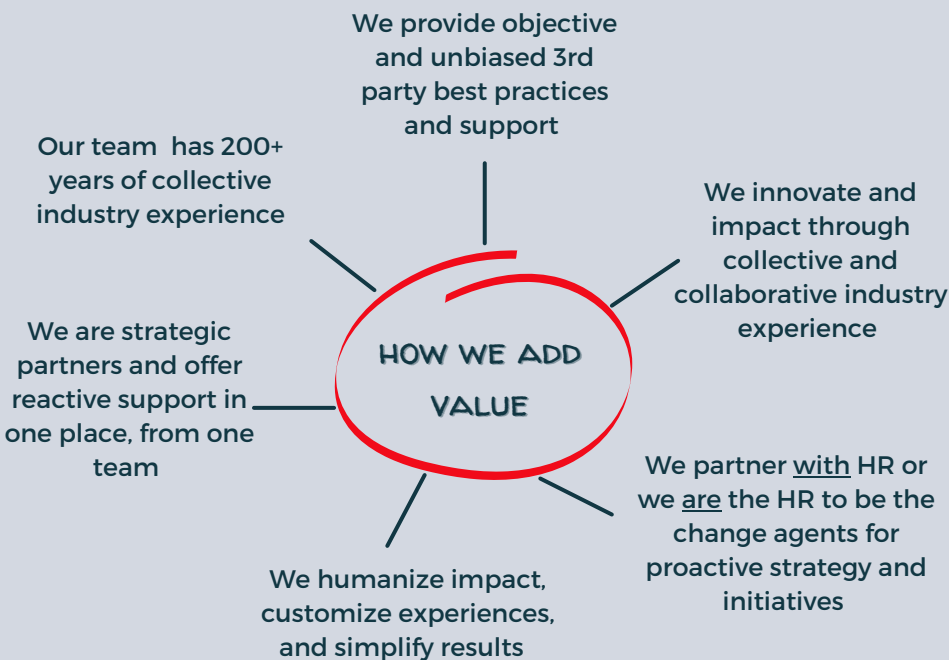 We provide objective
and unbiased 3rd
party best practices
and support
Our team  has 200+
years of collective
industry experience
We innovate and
impact through
collective and
collaborative industry
experience
HOW WE ADD
VALUE
We are strategic
partners and offer
reactive support in
one place, from one
team
We partner with HR or
we are the HR to be the
change agents for
proactive strategy and
initiatives
We humanize impact,
customize experiences,
and simplify results